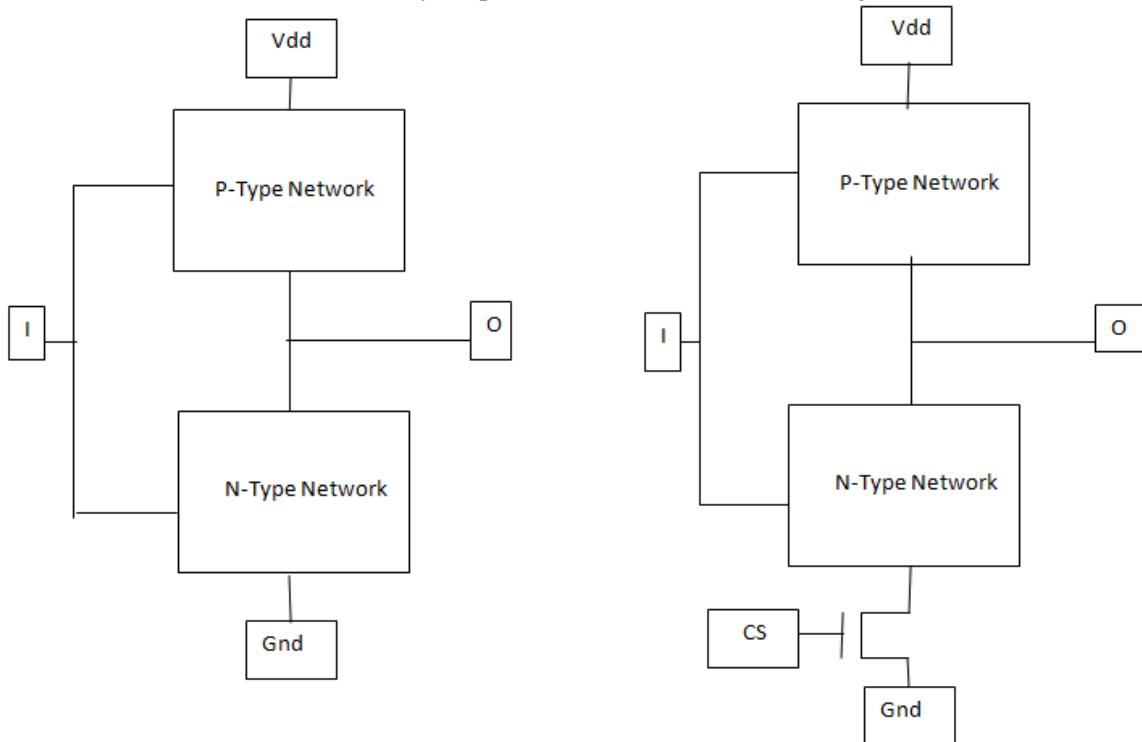 Vdd
P-Type Network
I
O
N-Type Network
Gnd
Vdd
P-Type Network
I
O
N-Type Network
CS
Gnd